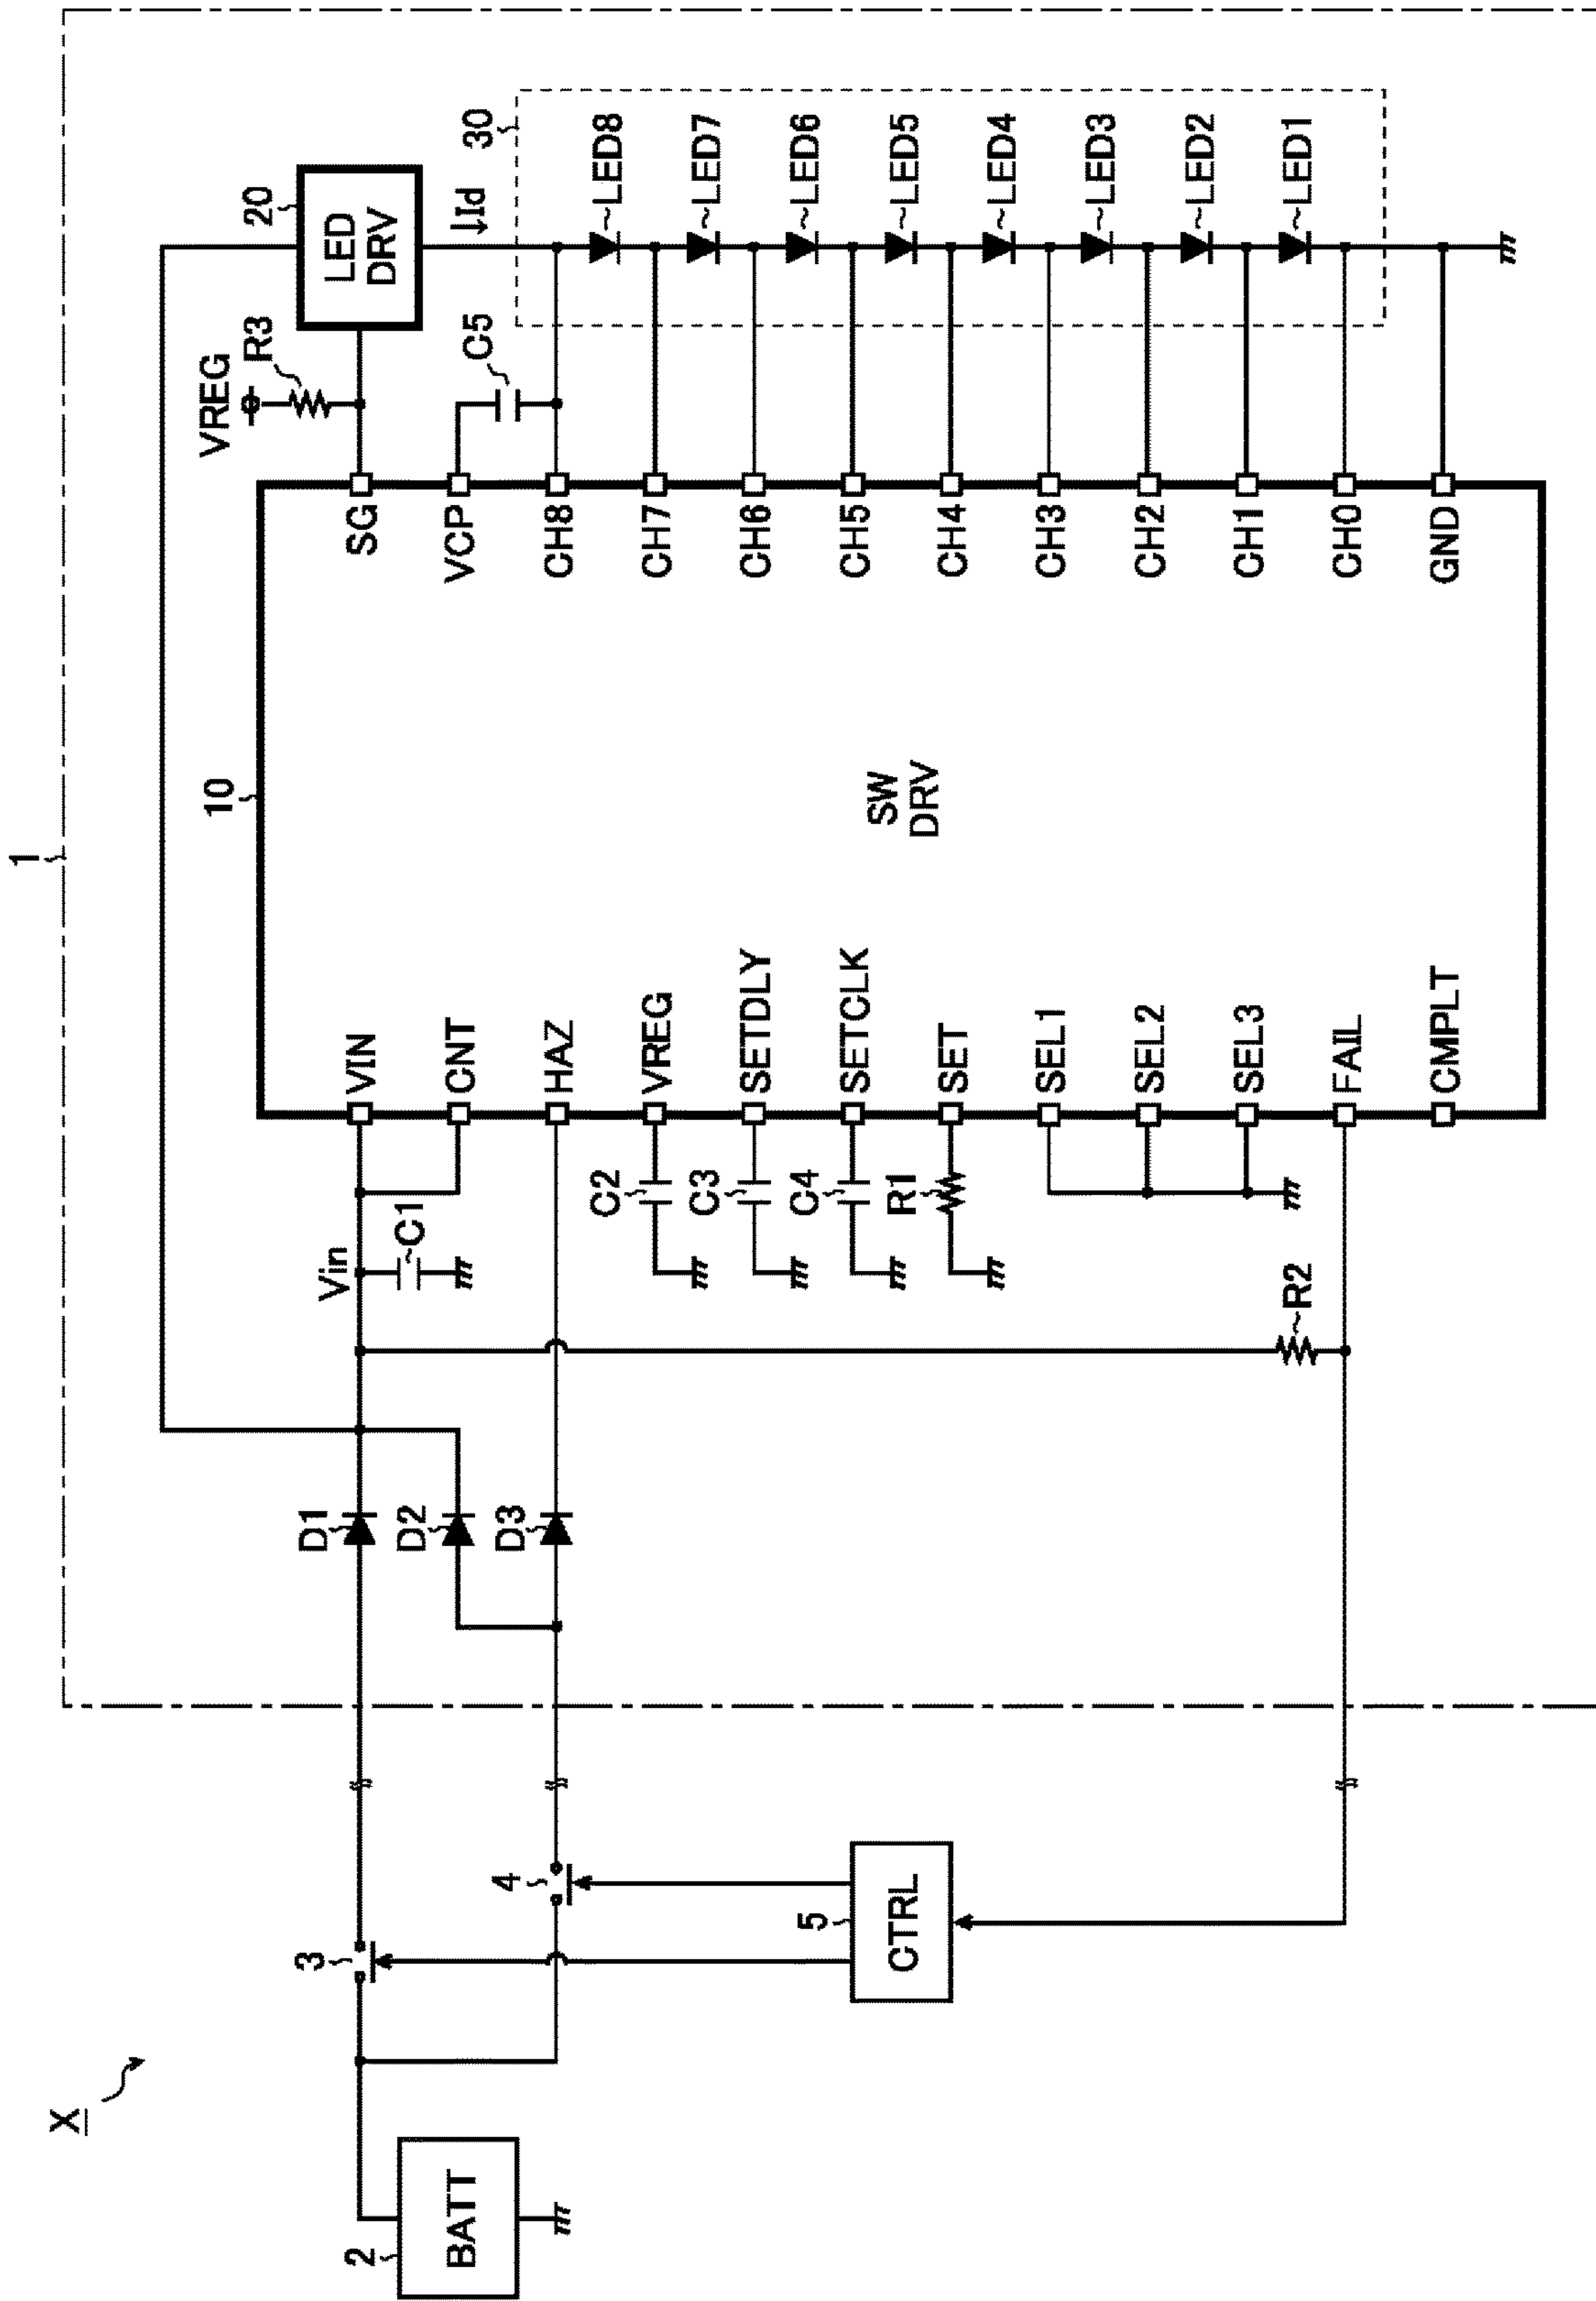 X
1
2
BATT
3
4
5
CTRL
D1
D2
D3
Vin
C1
C2
C3
C4
R1
R2
10
SW
DRV
VIN
CNT
HAZ
VREG
SETDLY
SETCLK
SET
SEL1
SEL2
SEL3
FAIL
CMPLT
SG
VCP
CH8
CH7
CH6
CH5
CH4
CH3
CH2
CH1
CH0
GND
VREG
R3
C5
20
LED
DRV
↓Id
30
LED8
LED7
LED6
LED5
LED4
LED3
LED2
LED1